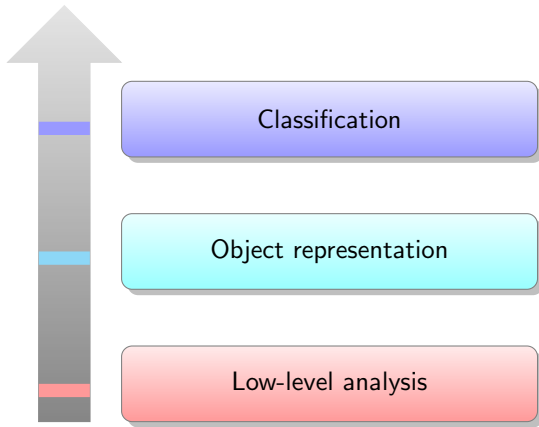 Classification
Object representation
Low-level analysis